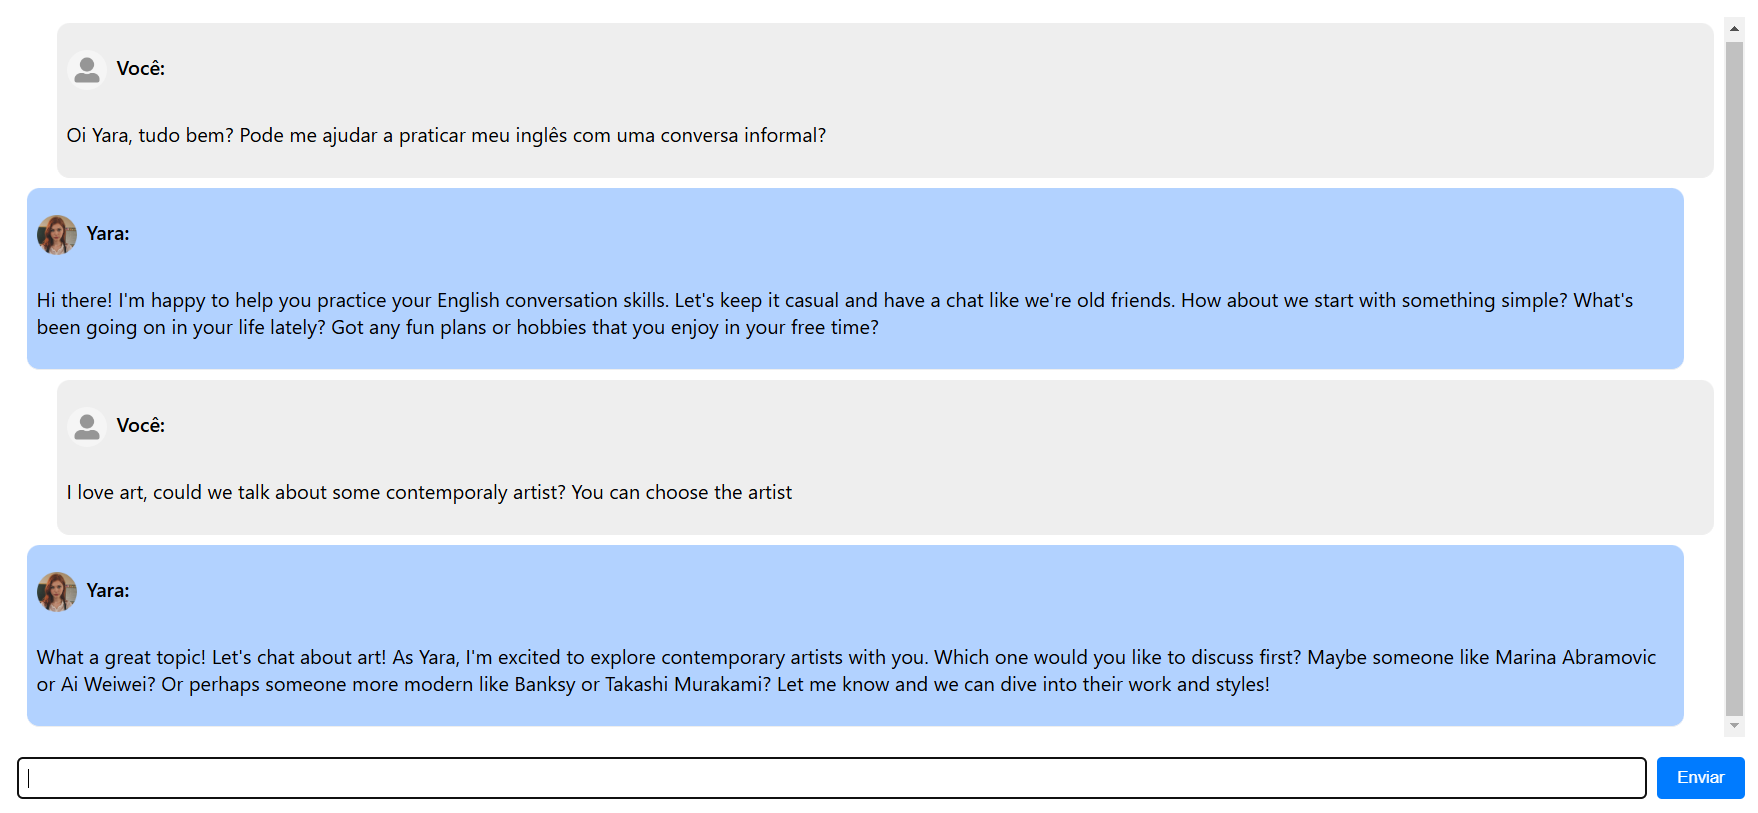 Você:
Oi Yara, tudo bem? Pode me ajudar a praticar meu inglês com uma conversa informal?
Yara:
Hi there! I'm happy to help you practice your English conversation skills. Let's keep it casual and have a chat like we're old friends. How about we start with something simple? What's
been going on in your life lately? Got any fun plans or hobbies that you enjoy in your free time?
Você:
I love art, could we talk about some contemporaly artist? You can choose the artist
Yara:
What a great topic! Let's chat about art! As Yara, I'm excited to explore contemporary artists with you. Which one would you like to discuss first? Maybe someone like Marina Abramovic
or Ai Weiwei? Or perhaps someone more modern like Banksy or Takashi Murakami? Let me know and we can dive into their work and styles!
Enviar